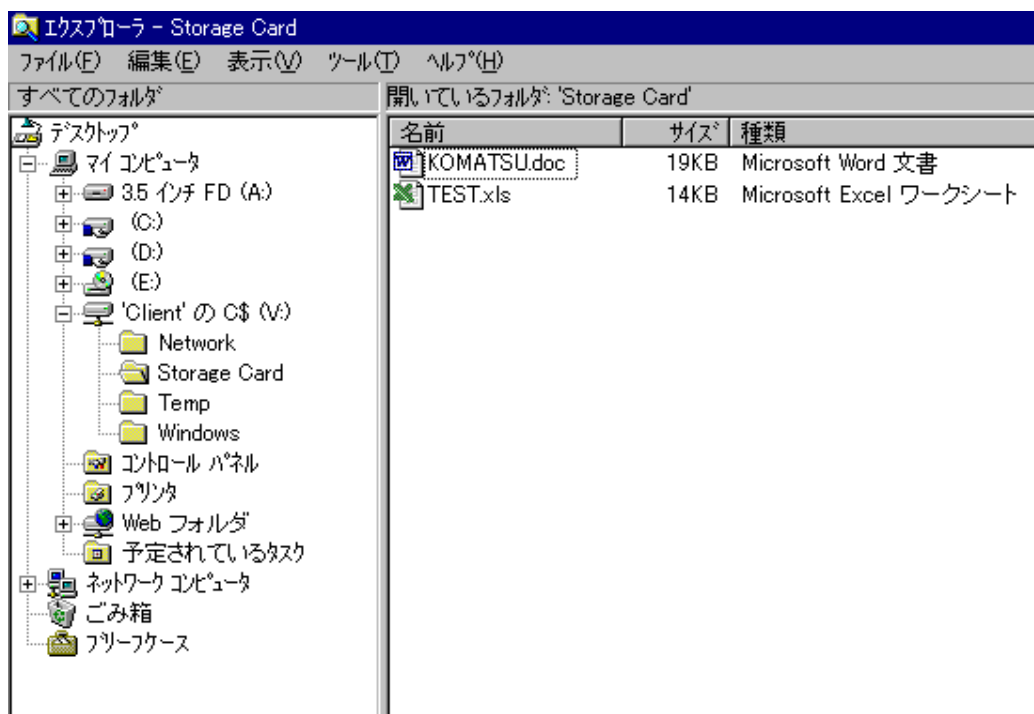 エクスプローラ - Storage Card
ファイル(F) 編集(E) 表示(V) ツール(T) ヘルプ(H)
すべてのフォルダ
開いているフォルダ: 'Storage Card'
デスクトップ
マイ コンピュータ
3.5 インチ FD (A:)
(C:)
(D:)
(E:)
'Client' の C$ (V:)
Network
Storage Card
Temp
Windows
コントロール パネル
プリンタ
Web フォルダ
予定されているタスク
ネットワーク コンピュータ
ごみ箱
ブリーフケース
名前 サイズ 種類
KOMATSU.doc 19KB Microsoft Word 文書
TEST.xls 14KB Microsoft Excel ワークシート